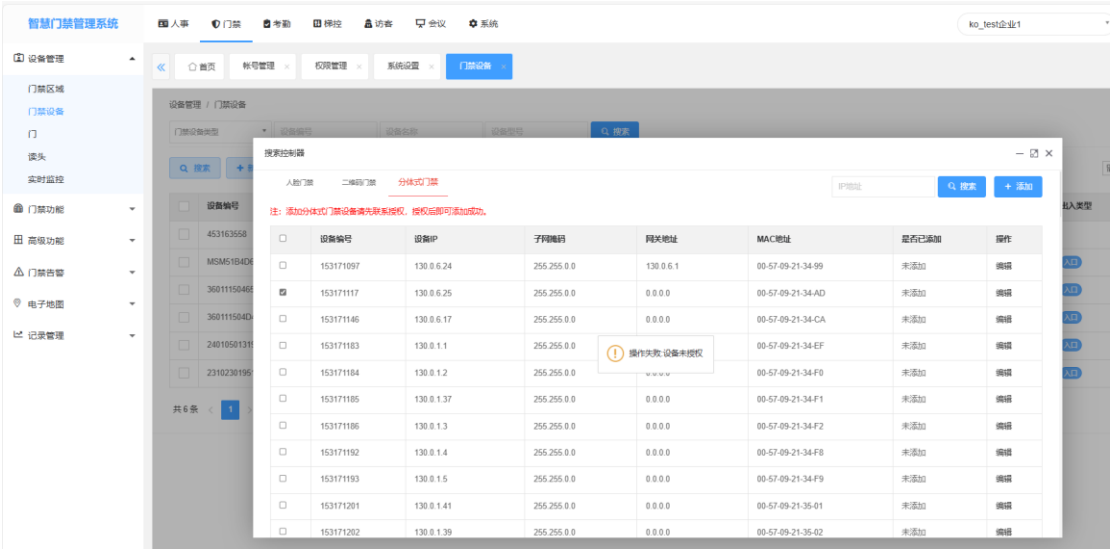 智慧门禁管理系统 人事 门禁 考勤 梯控 访客 会议 系统 ko_test企业1
设备管理
门禁区域
门禁设备
门
读头
实时监控
门禁功能
高级功能
门禁告警
电子地图
记录管理
首页 帐号管理 × 权限管理 × 系统设置 × 门禁设备 ×
设备管理 / 门禁设备
门禁设备类型 设备编号 设备名称 设备型号 搜索
搜索
设备编号 出入类型
453163558
MSM51B4D6
36011150465
360111504D
2401050131
2310230195
入口
入口
入口
入口
入口
共6条 < 1 >
搜索控制器
人脸门禁 二维码门禁 分体式门禁 IP地址 搜索 + 添加
注：添加分体式门禁设备请先联系授权，授权后即可添加成功。
设备编号 设备IP 子网掩码 网关地址 MAC地址 是否已添加 操作
153171097 130.0.6.24 255.255.0.0 130.0.6.1 00-57-09-21-34-99 未添加 编辑
153171117 130.0.6.25 255.255.0.0 0.0.0.0 00-57-09-21-34-AD 未添加 编辑
153171146 130.0.6.17 255.255.0.0 0.0.0.0 00-57-09-21-34-CA 未添加 编辑
153171183 130.0.1.1 255.255.0 00-57-09-21-34-EF 未添加 编辑
操作失败:设备未授权
153171184 130.0.1.2 255.255.0.0 0.0.0.0 00-57-09-21-34-F0 未添加 编辑
153171185 130.0.1.37 255.255.0.0 0.0.0.0 00-57-09-21-34-F1 未添加 编辑
153171186 130.0.1.3 255.255.0.0 0.0.0.0 00-57-09-21-34-F2 未添加 编辑
153171192 130.0.1.4 255.255.0.0 0.0.0.0 00-57-09-21-34-F8 未添加 编辑
153171193 130.0.1.5 255.255.0.0 0.0.0.0 00-57-09-21-34-F9 未添加 编辑
153171201 130.0.1.41 255.255.0.0 0.0.0.0 00-57-09-21-35-01 未添加 编辑
153171202 130.0.1.39 255.255.0.0 0.0.0.0 00-57-09-21-35-02 未添加 编辑